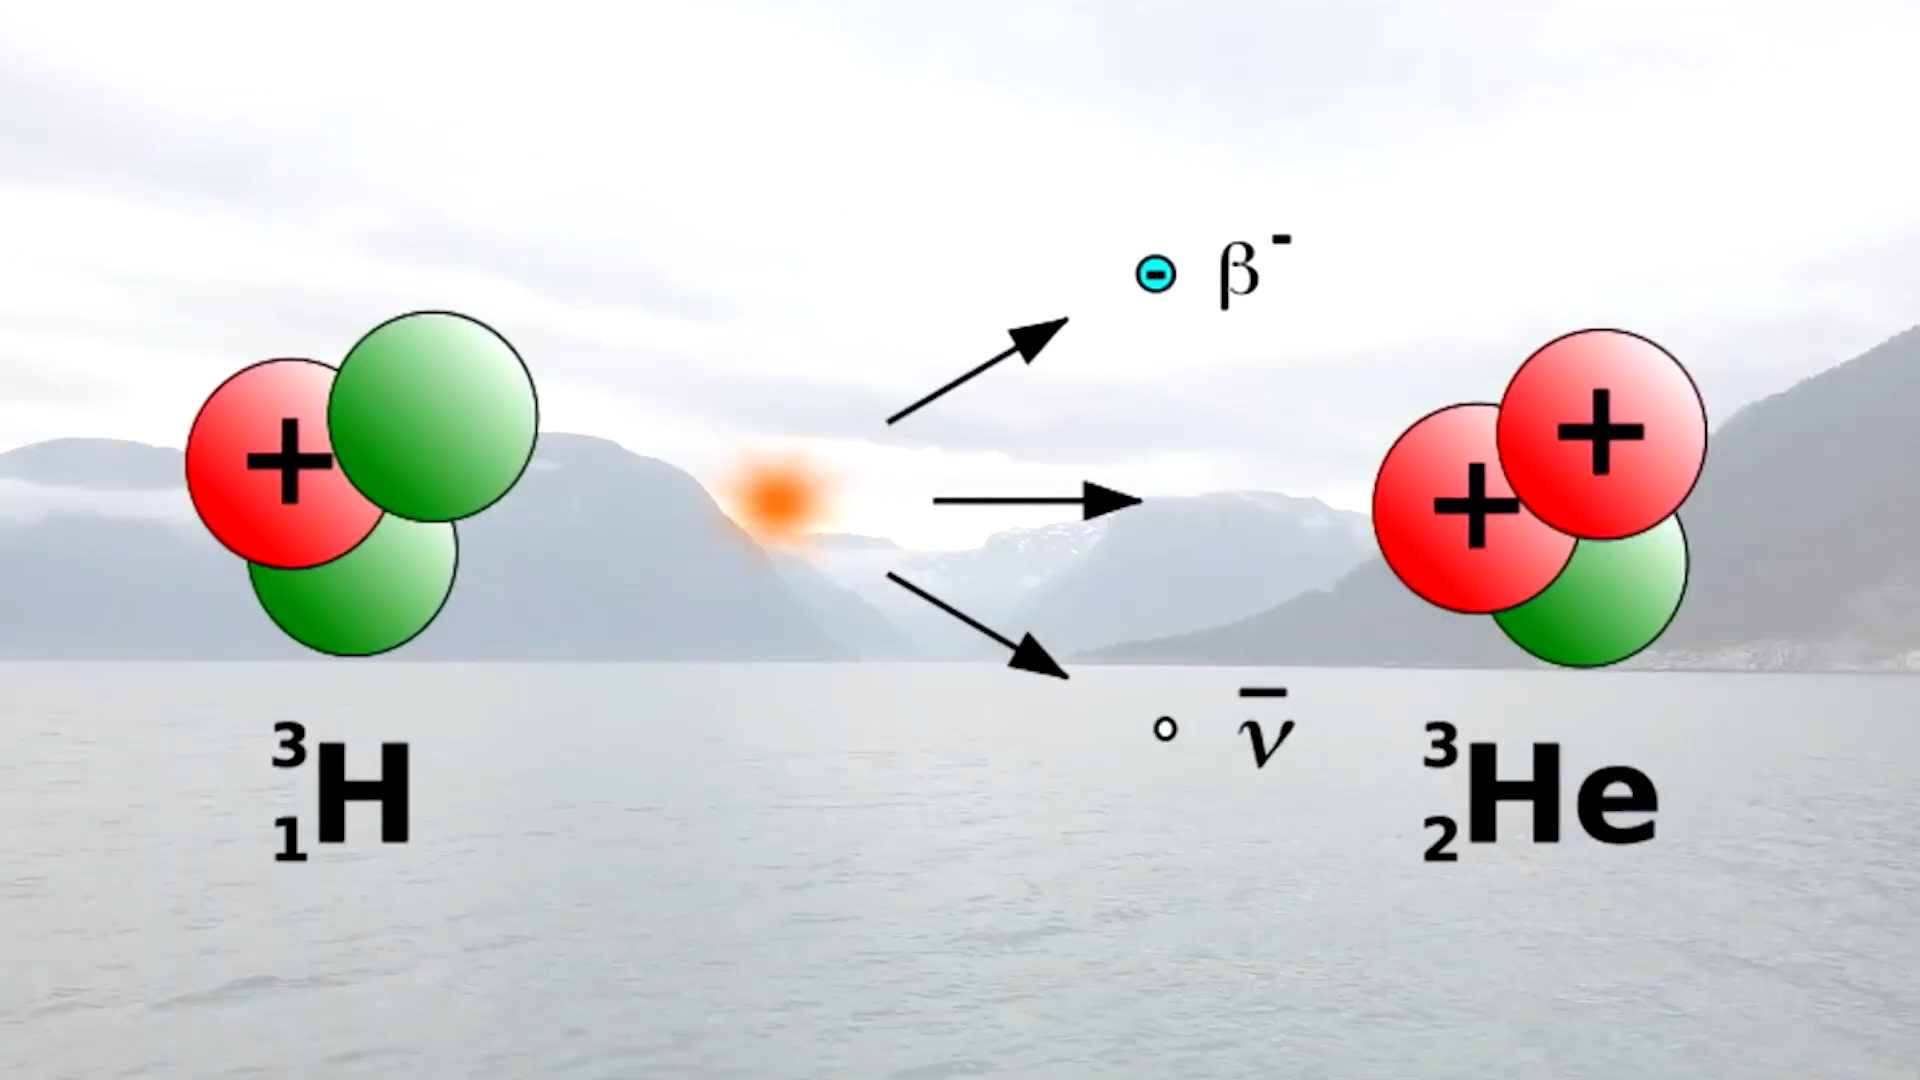 ⊖ β⁻
+ +
+
³₁H
ν̄
³₂He